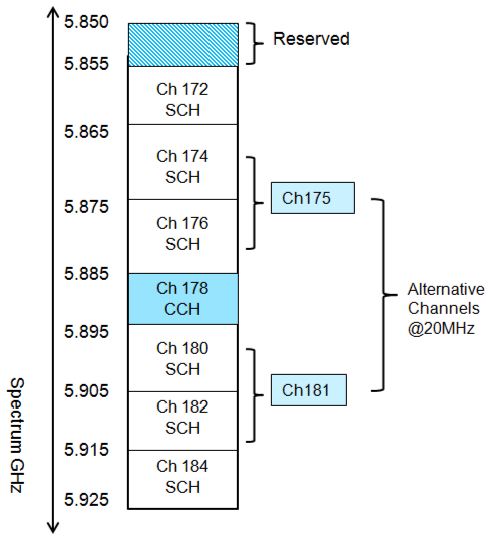 5.850
Reserved
5.855
Ch 172
SCH
5.865
Ch 174
SCH
Ch175
5.875
Ch 176
SCH
5.885
Ch 178
CCH
Alternative
Channels
@20MHz
5.895
Ch 180
SCH
Ch181
5.905
Ch 182
SCH
5.915
Ch 184
SCH
5.925
Spectrum GHz